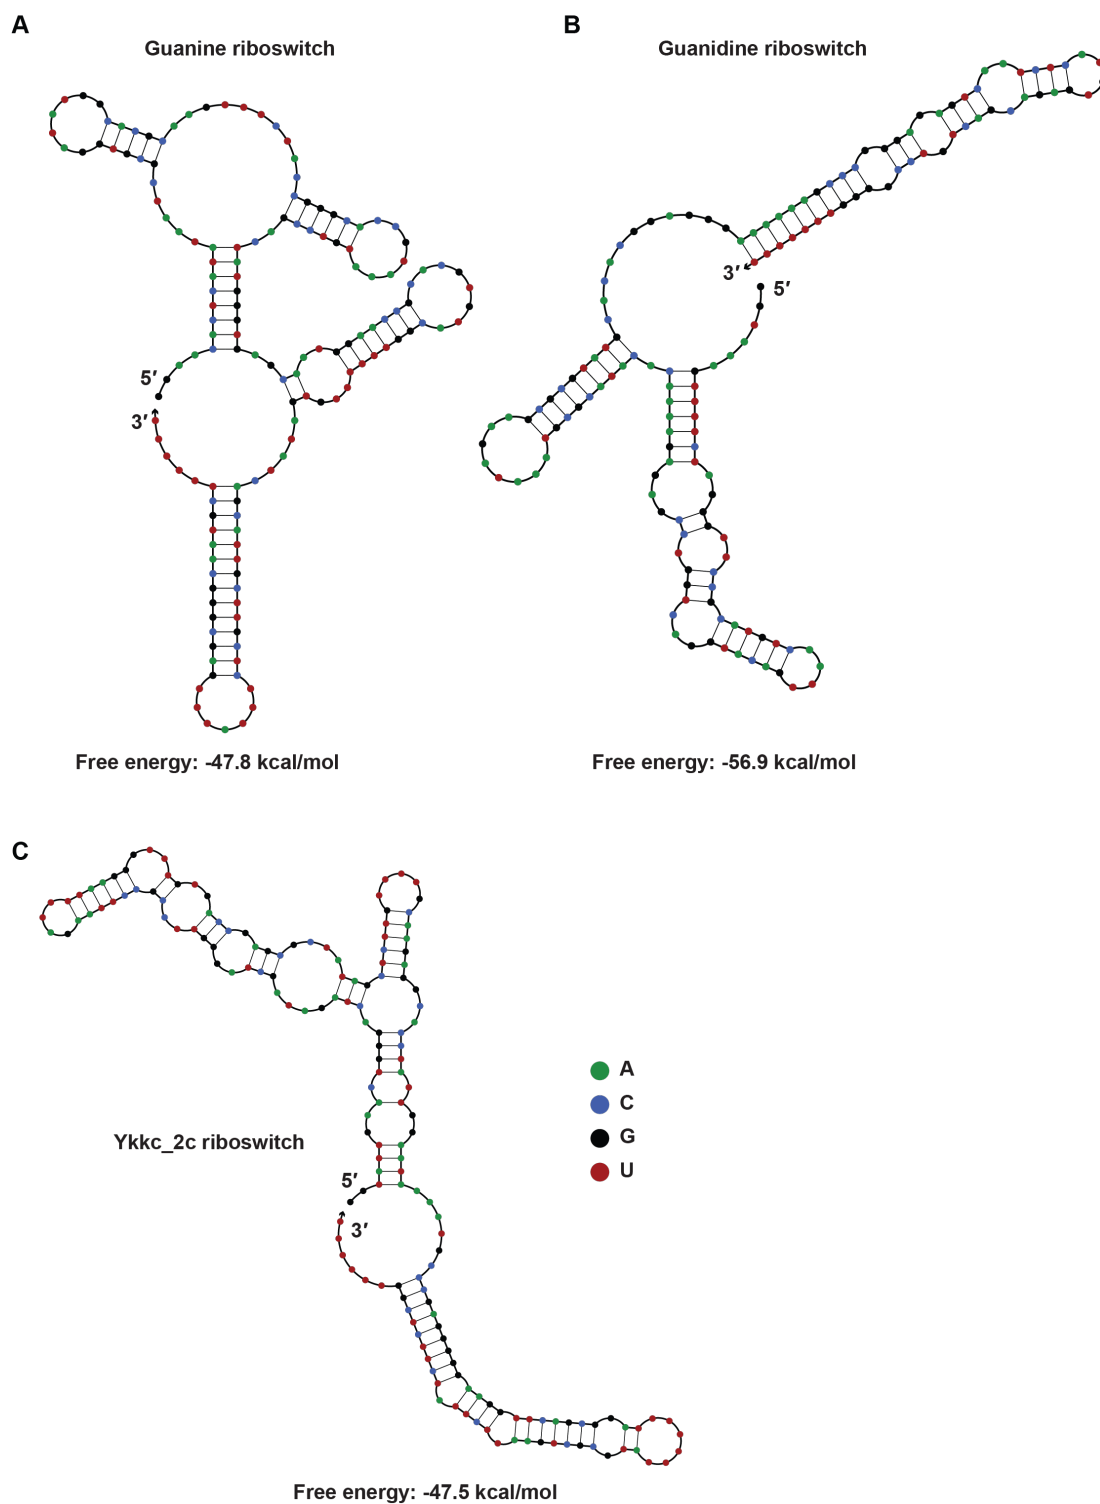 A
Guanine riboswitch
5′
3′
Free energy: -47.8 kcal/mol
B
Guanidine riboswitch
3′
5′
Free energy: -56.9 kcal/mol
C
Ykkc_2c riboswitch
5′
3′
A
C
G
U
Free energy: -47.5 kcal/mol